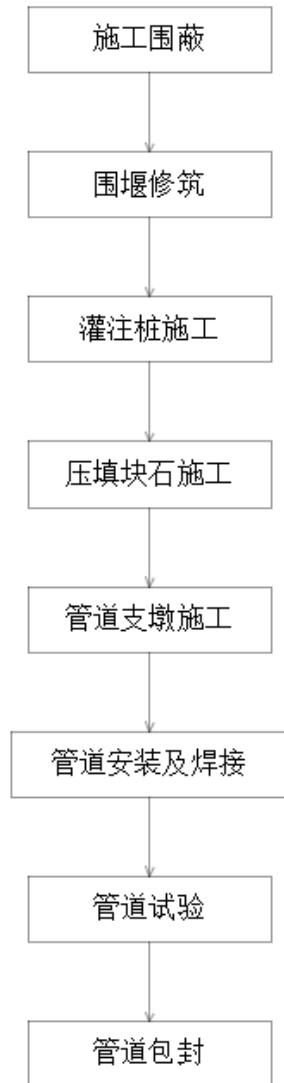 施工围蔽
围堰修筑
灌注桩施工
压填块石施工
管道支墩施工
管道安装及焊接
管道试验
管道包封